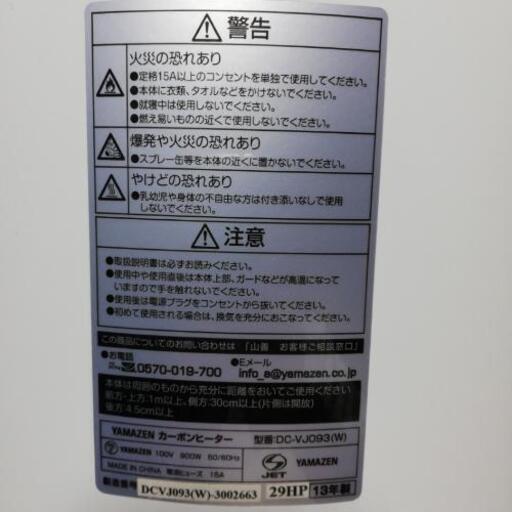 警告
火災の恐れあり
●定格15A以上のコンセントを単独で使用してください。
●本体に衣類、タオルなどをかけないでください。
●就寝中は使用しないでください。
●燃え易いものの近くで使用しないでください。
爆発や火災の恐れあり
●スプレー缶等を本体の近くに置かないでください。
やけどの恐れあり
●乳幼児や身体の不自由な方は付き添いなしで使用
しないでください。
注意
●取扱説明書は必ずお読みください。
●使用中や使用直後は本体上部、ガードなどが高温になって
いますので手を触れないでください。
●使用後は電源プラグをコンセントから抜いてください。
●初めて使用される場合は、換気を充分におこなってください。
この商品についてのお問い合わせは「山善 お客様ご相談窓口」
●お電話
0570-019-700
●Eメール
info_a@yamazen.co.jp
本体は周囲のものから充分に距離をおいてご使用ください
前方・上方:1m以上、側方:30cm以上(片側は開放)
後方:4.5cm以上
YAMAZEN カーボンヒーター 型番:DC-VJ093(W)
YAMAZEN 100V 900W 50/60Hz
MADE IN CHINA 電流ヒューズ 15A
JET
YAMAZEN
製造番号 DCVJ093(W)-3002663 29HP 13年製